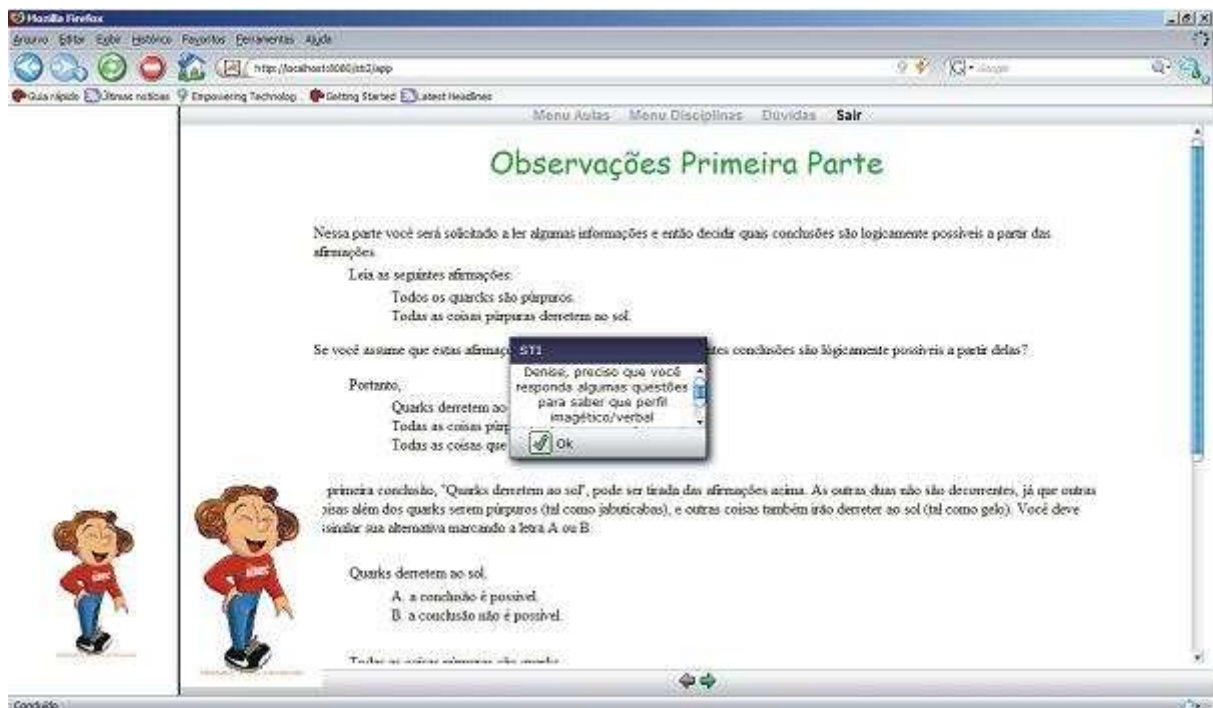 Mozilla Firefox
Arquivo Editar Exibir Histórico Favoritos Ferramentas Ajuda
Google
Guia rápido Últimas notícias Empowering Technolog... Getting Started Latest Headlines
Menu Aulas Menu Disciplinas Dúvidas Sair
Observações Primeira Parte
Nessa parte você será solicitado a ler algumas informações e então decidir quais conclusões são logicamente possíveis a partir das
afirmações.
Leia as seguintes afirmações:
Todos os quarcks são púrpuros.
Todas as coisas púrpuras derretem ao sol.
Se você assume que estas afirmaç
tes conclusões são lógicamente possíveis a partir delas?
STI
Denise, preciso que você
responda algumas questões
para saber que perfil
imagético/verbal
Ok
Portanto,
Quarks derretem ao
Todas as coisas púrp
Todas as coisas que
primeira conclusão, "Quarks derretem ao sol", pode ser tirada das afirmações acima. As outras duas não são decorrentes, já que outras
oisas além dos quarks serem púrpuros (tal como jabuticabas), e outras coisas também irão derreter ao sol (tal como gelo). Você deve
ssinalar sua alternativa marcando a letra A ou B.
Quarks derretem ao sol,
A. a conclusão é possível.
B. a conclusão não é possível.
Todas as coisas púrpuras são quarks
Concluído